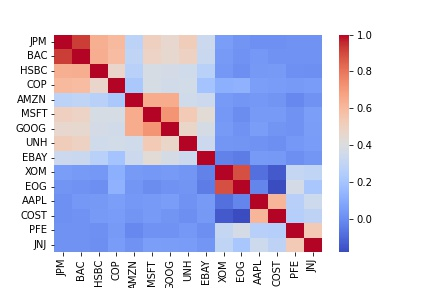 JPM
BAC
HSBC
COP
AMZN
MSFT
GOOG
UNH
EBAY
XOM
EOG
AAPL
COST
PFE
JNJ
JPM
BAC
HSBC
COP
AMZN
MSFT
GOOG
UNH
EBAY
XOM
EOG
AAPL
COST
PFE
JNJ
1.0
0.8
0.6
0.4
0.2
0.0